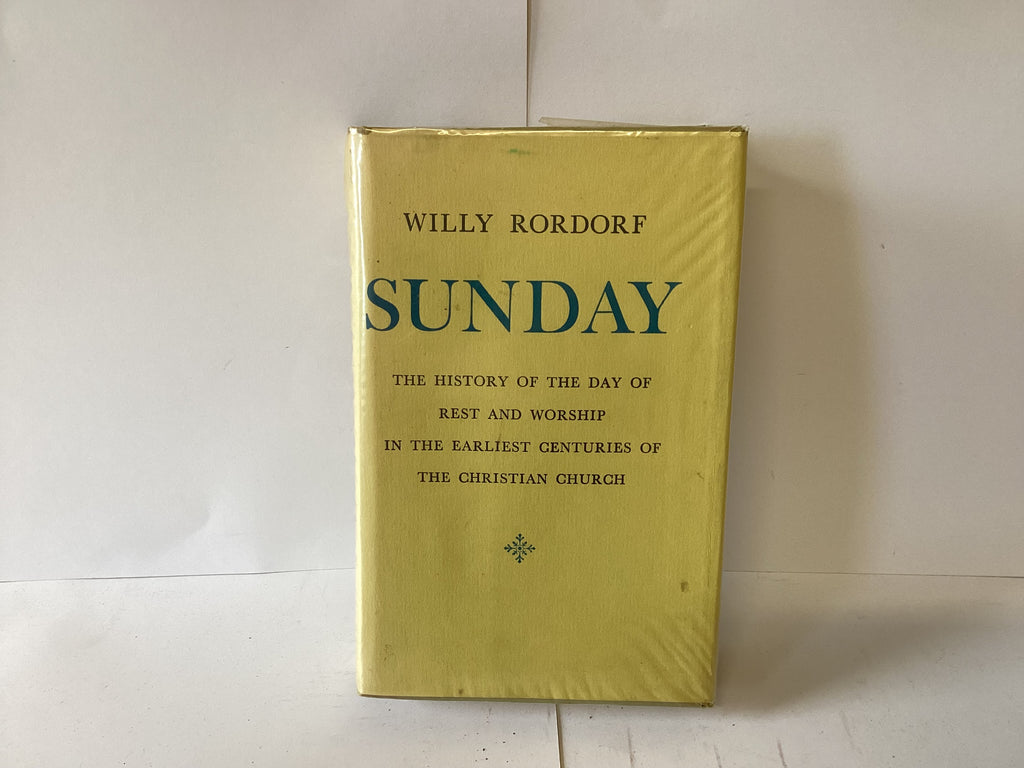 WILLY RORDORF
SUNDAY
THE HISTORY OF THE DAY OF
REST AND WORSHIP
IN THE EARLIEST CENTURIES OF
THE CHRISTIAN CHURCH